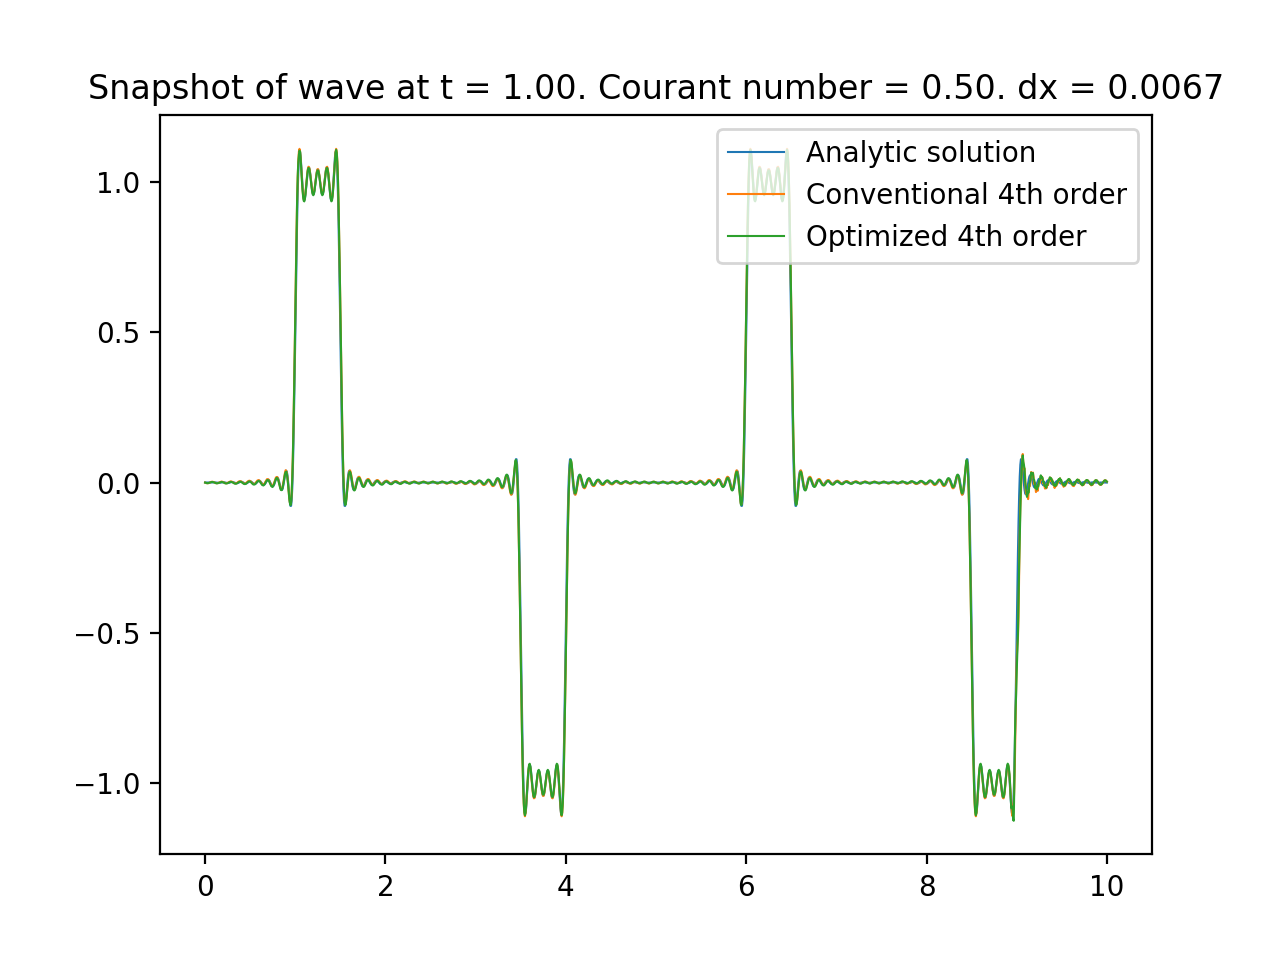 Snapshot of wave at t = 1.00. Courant number = 0.50. dx = 0.0067
Analytic solution
Conventional 4th order
Optimized 4th order
1.0
0.5
0.0
−0.5
−1.0
0 2 4 6 8 10